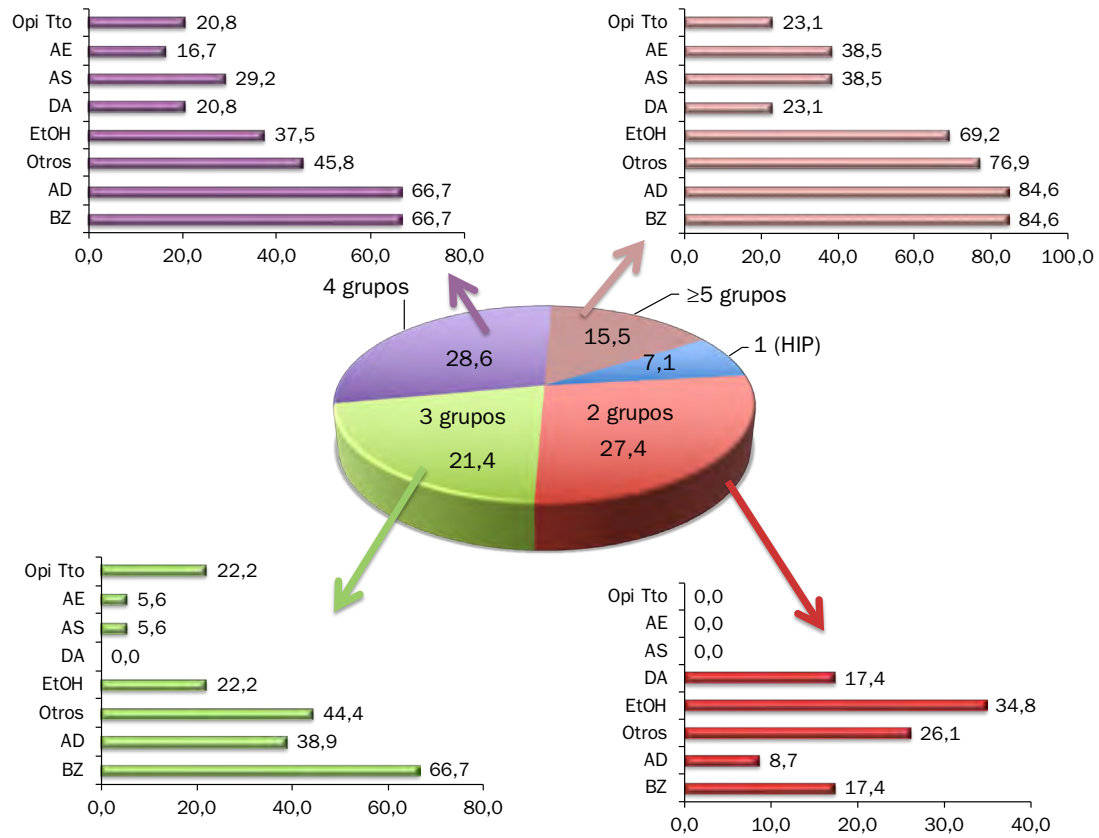 Opi Tto 20,8
AE 16,7
AS 29,2
DA 20,8
EtOH 37,5
Otros 45,8
AD 66,7
BZ 66,7
0,0 20,0 40,0 60,0 80,0
Opi Tto 23,1
AE 38,5
AS 38,5
DA 23,1
EtOH 69,2
Otros 76,9
AD 84,6
BZ 84,6
0,0 20,0 40,0 60,0 80,0 100,0
4 grupos
28,6
≥5 grupos
15,5
1 (HIP)
7,1
3 grupos
21,4
2 grupos
27,4
Opi Tto 22,2
AE 5,6
AS 5,6
DA 0,0
EtOH 22,2
Otros 44,4
AD 38,9
BZ 66,7
0,0 20,0 40,0 60,0 80,0
Opi Tto 0,0
AE 0,0
AS 0,0
DA 17,4
EtOH 34,8
Otros 26,1
AD 8,7
BZ 17,4
0,0 10,0 20,0 30,0 40,0